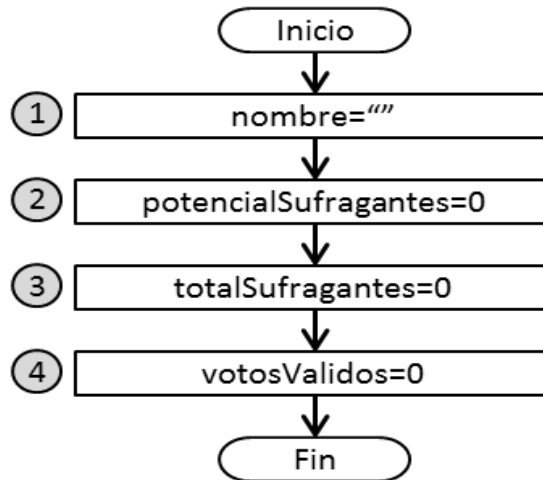 Inicio
1 nombre=“”
2 potencialSufragantes=0
3 totalSufragantes=0
4 votosValidos=0
Fin